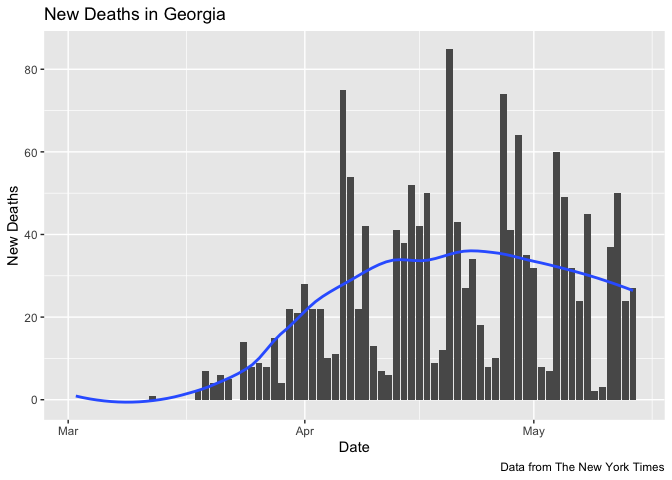 New Deaths in Georgia
New Deaths
80
60
40
20
0
Mar
Apr
May
Date
Data from The New York Times